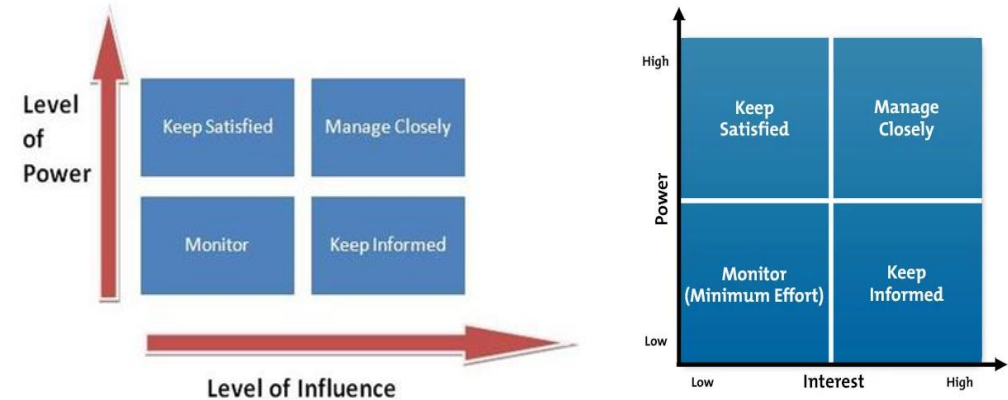 Level
of
Power
Keep Satisfied
Manage Closely
Monitor
Keep Informed
Level of Influence
High
Power
Low
Keep
Satisfied
Manage
Closely
Monitor
(Minimum Effort)
Keep
Informed
Low
Interest
High